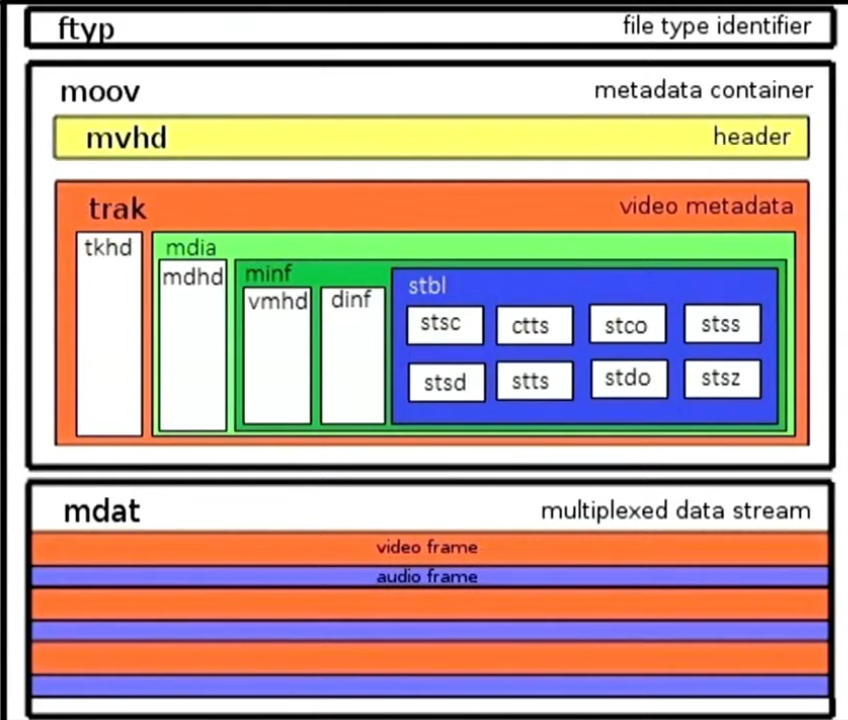 ftyp file type identifier
moov metadata container
mvhd header
trak video metadata
tkhd
mdia
mdhd
minf
vmhd
dinf
stbl
stsc ctts stco stss
stsd stts stdo stsz
mdat multiplexed data stream
video frame
audio frame